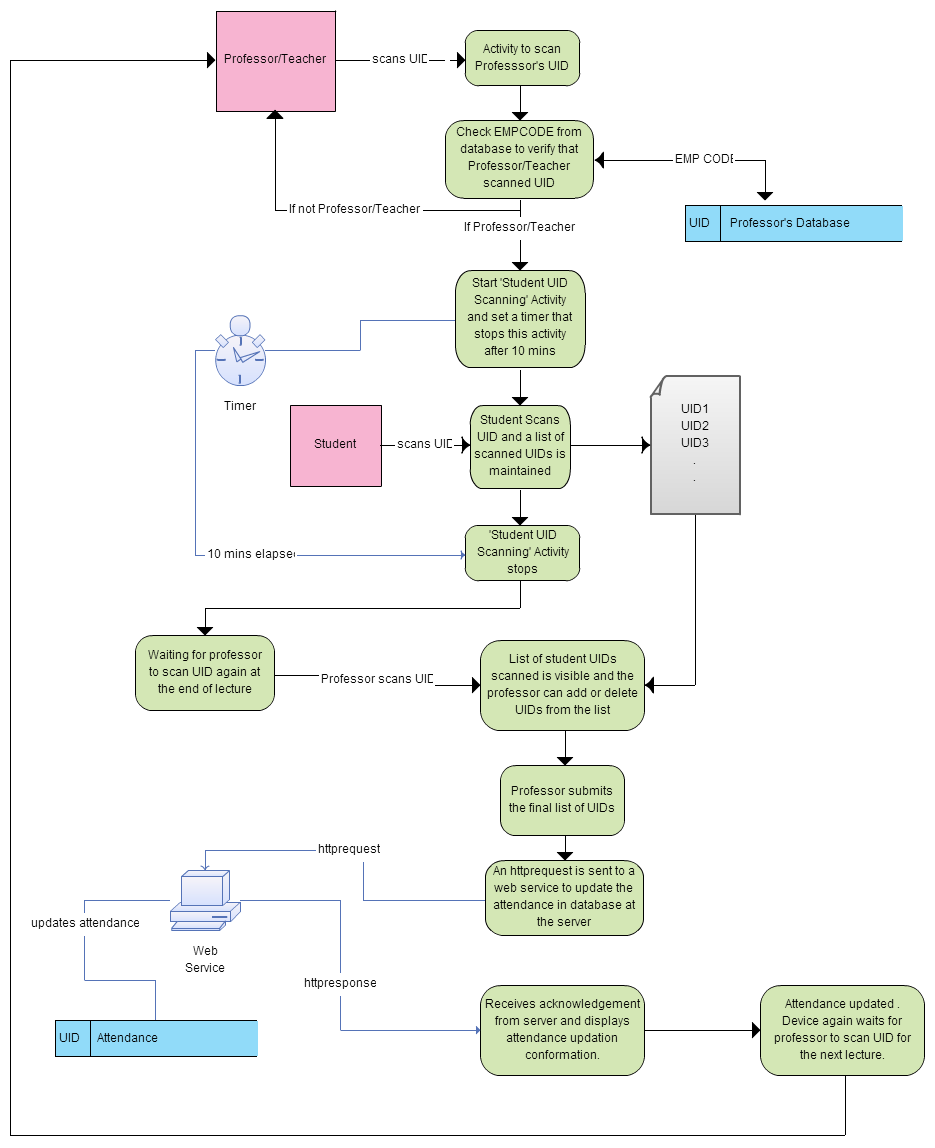 Professor/Teacher
scans UID
Activity to scan
Professsor's UID
Check EMPCODE from
database to verify that
Professor/Teacher
scanned UID
EMP CODE
UID
Professor's Database
If not Professor/Teacher
If Professor/Teacher
Start 'Student UID
Scanning' Activity
and set a timer that
stops this activity
after 10 mins
Timer
Student
scans UID
Student Scans
UID and a list of
scanned UIDs is
maintained
UID1
UID2
UID3
.
.
10 mins elapsed
'Student UID
Scanning' Activity
stops
Waiting for professor
to scan UID again at
the end of lecture
Professor scans UID
List of student UIDs
scanned is visible and the
professor can add or delete
UIDs from the list
Professor submits
the final list of UIDs
httprequest
An httprequest is sent to a
web service to update the
attendance in database at
the server
updates attendance
Web
Service
httpresponse
UID
Attendance
Receives acknowledgement
from server and displays
attendance updation
conformation.
Attendance updated .
Device again waits for
professor to scan UID for
the next lecture.